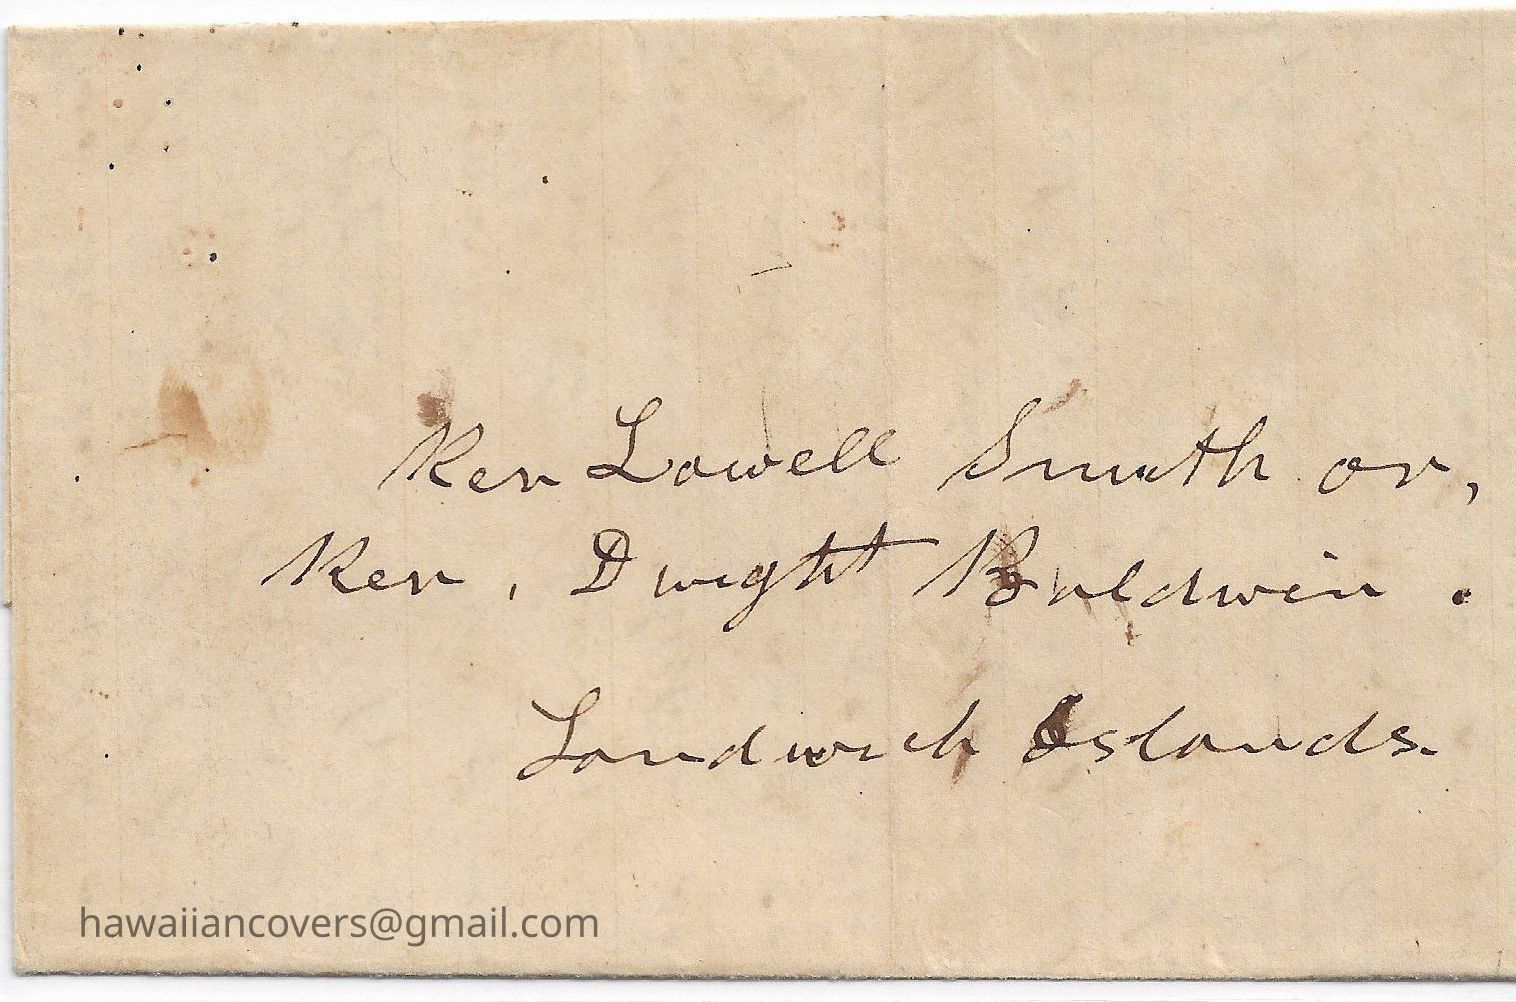 Rev Lowell Smith or,
Rev, Dwight Baldwin.
Sandwich Islands.
hawaiiancovers@gmail.com